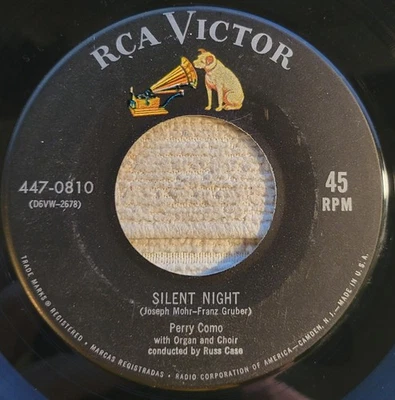 RCA VICTOR
447-0810
(D6VW-2678)
45
RPM
SILENT NIGHT
(Joseph Mohr-Franz Gruber)
Perry Como
with Organ and Choir
conducted by Russ Case
TRADE MARKS ® REGISTERED • MARCAS REGISTRADAS • RADIO CORPORATION OF AMERICA—CAMDEN, N. J.—MADE IN U.S.A.